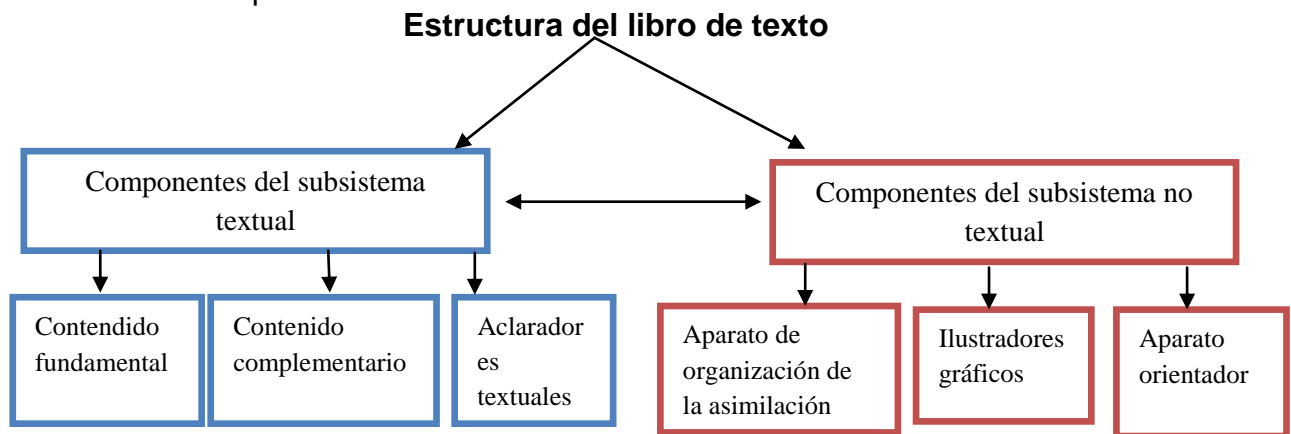 Estructura del libro de texto
Componentes del subsistema
textual
Componentes del subsistema no
textual
Contendido
fundamental
Contenido
complementario
Aclarador
es
textuales
Aparato de
organización de
la asimilación
Ilustradores
gráficos
Aparato
orientador